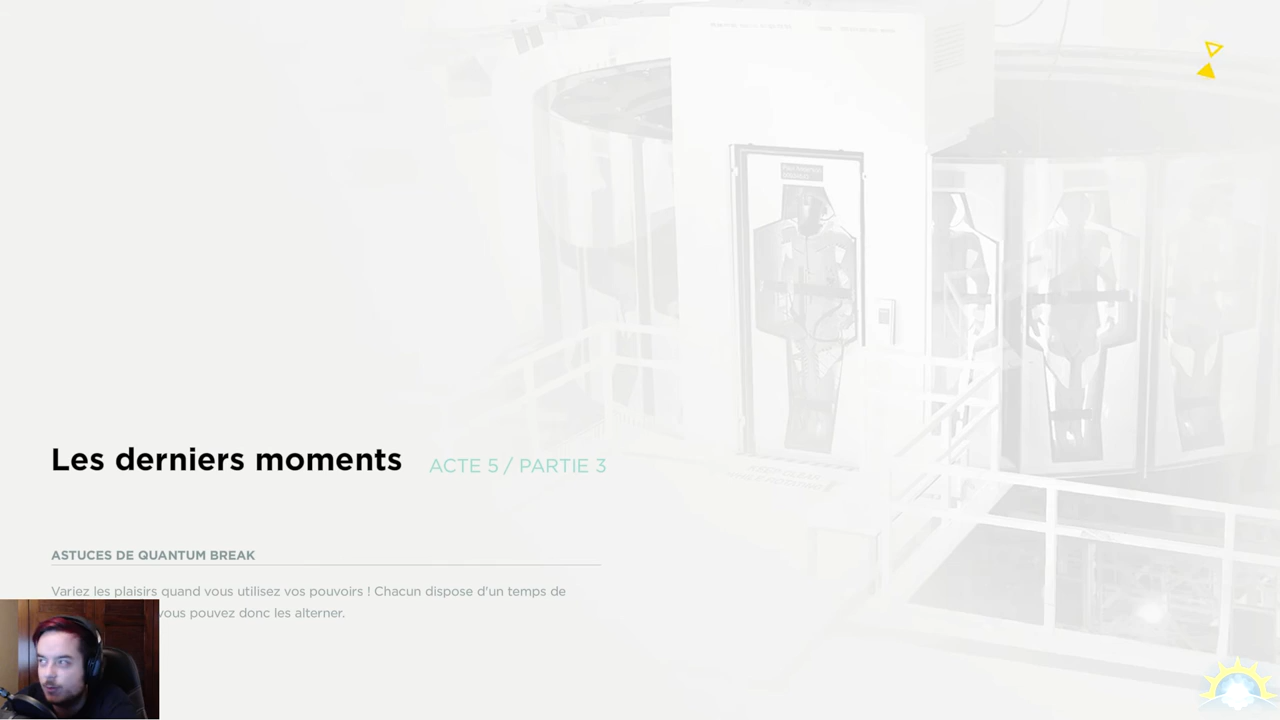 Les derniers moments ACTE 5 / PARTIE 3
ASTUCES DE QUANTUM BREAK
Variez les plaisirs quand vous utilisez vos pouvoirs ! Chacun dispose d'un temps de
vous pouvez donc les alterner.